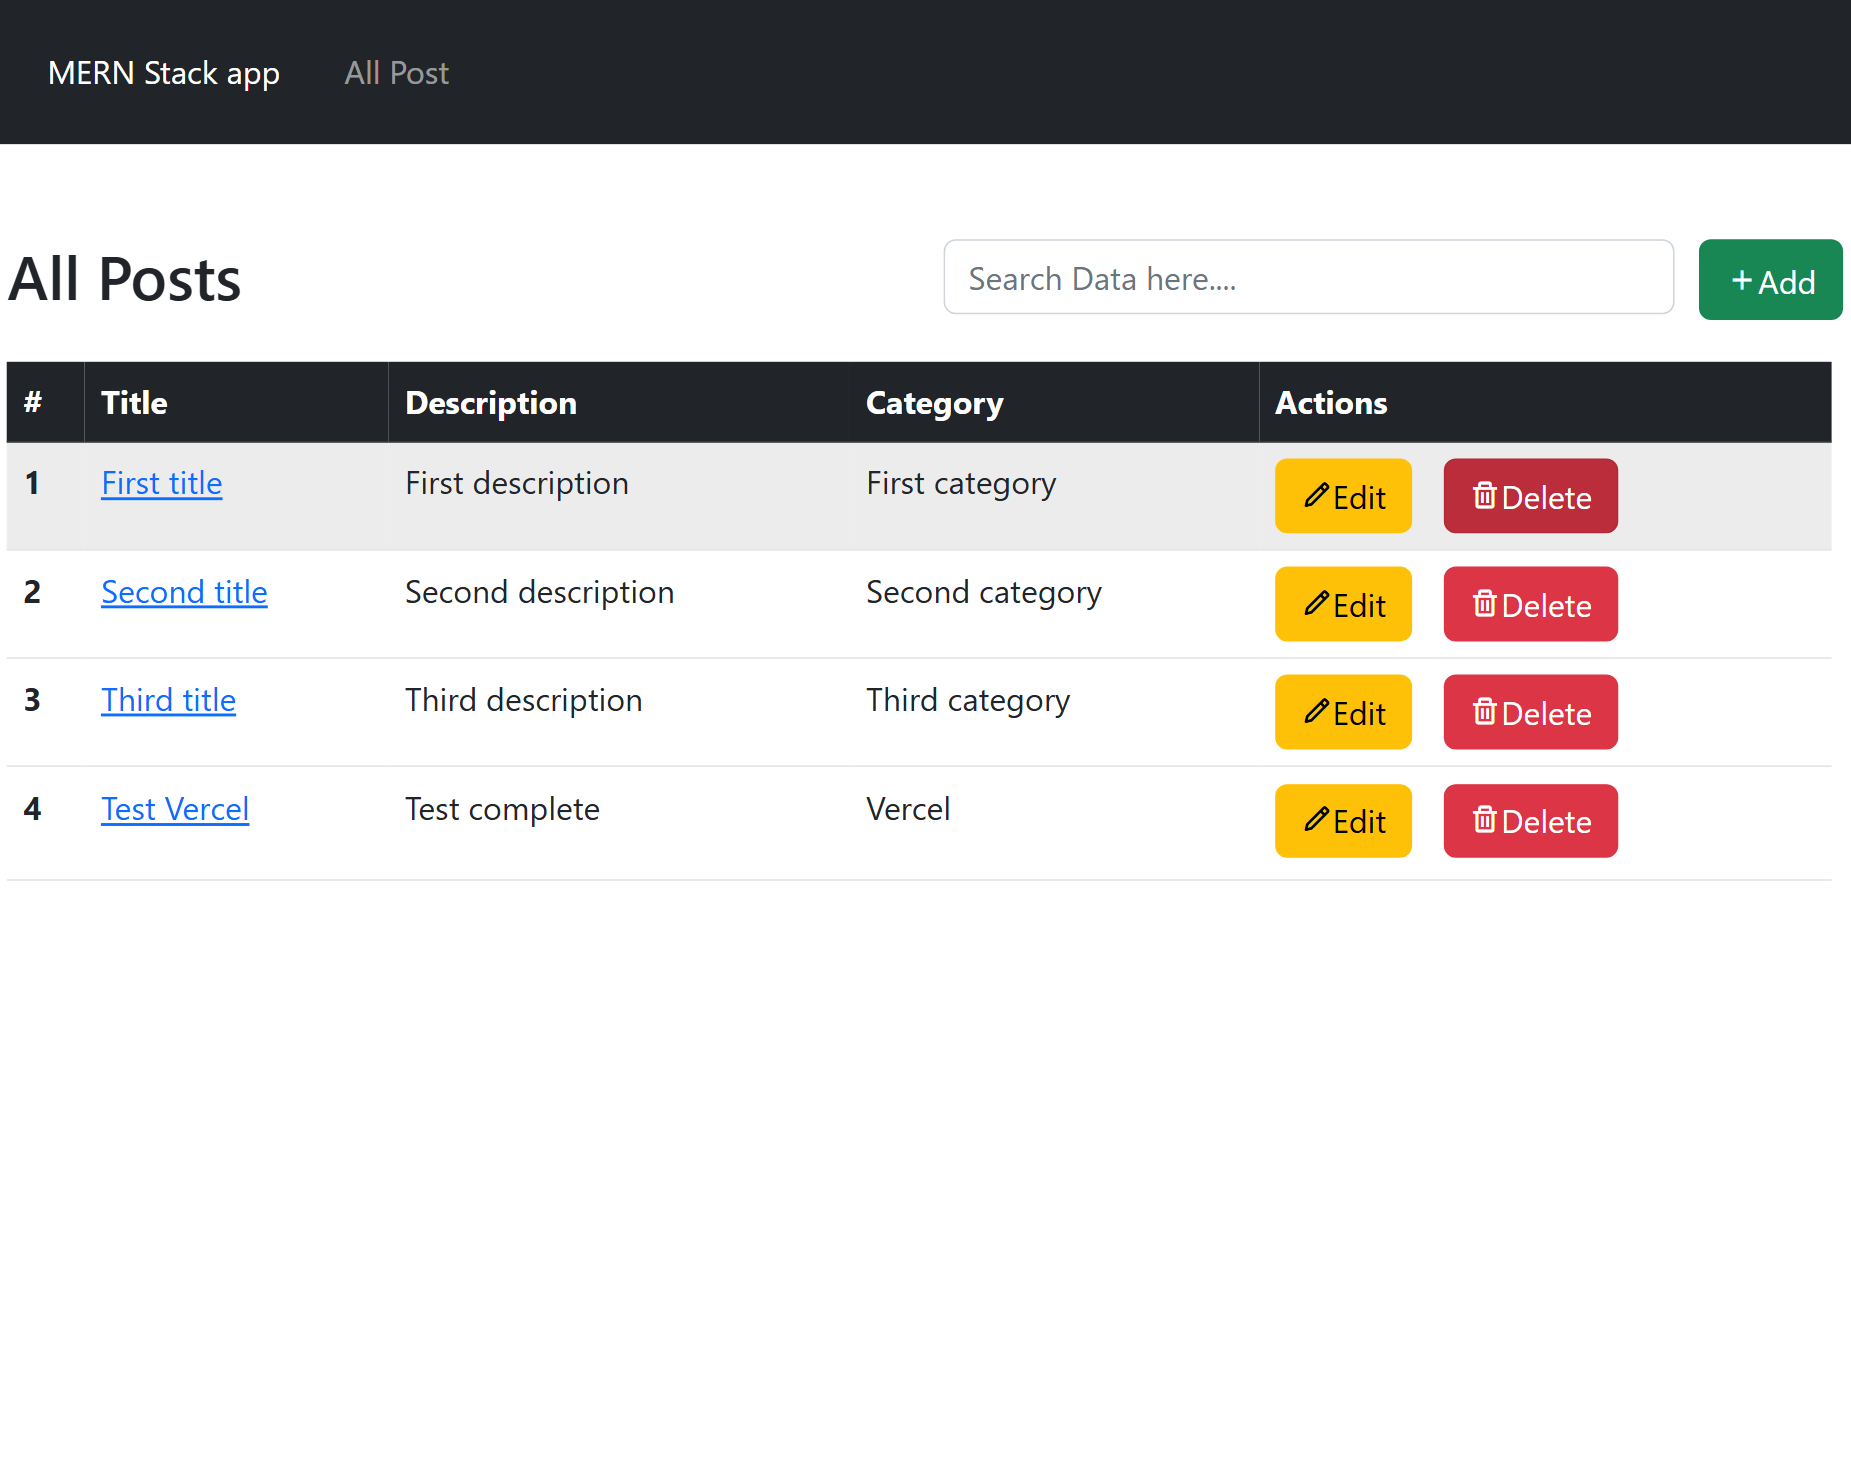 MERN Stack app All Post
All Posts Search Data here.... +Add
# Title Description Category Actions
1 First title First description First category Edit Delete
2 Second title Second description Second category Edit Delete
3 Third title Third description Third category Edit Delete
4 Test Vercel Test complete Vercel Edit Delete